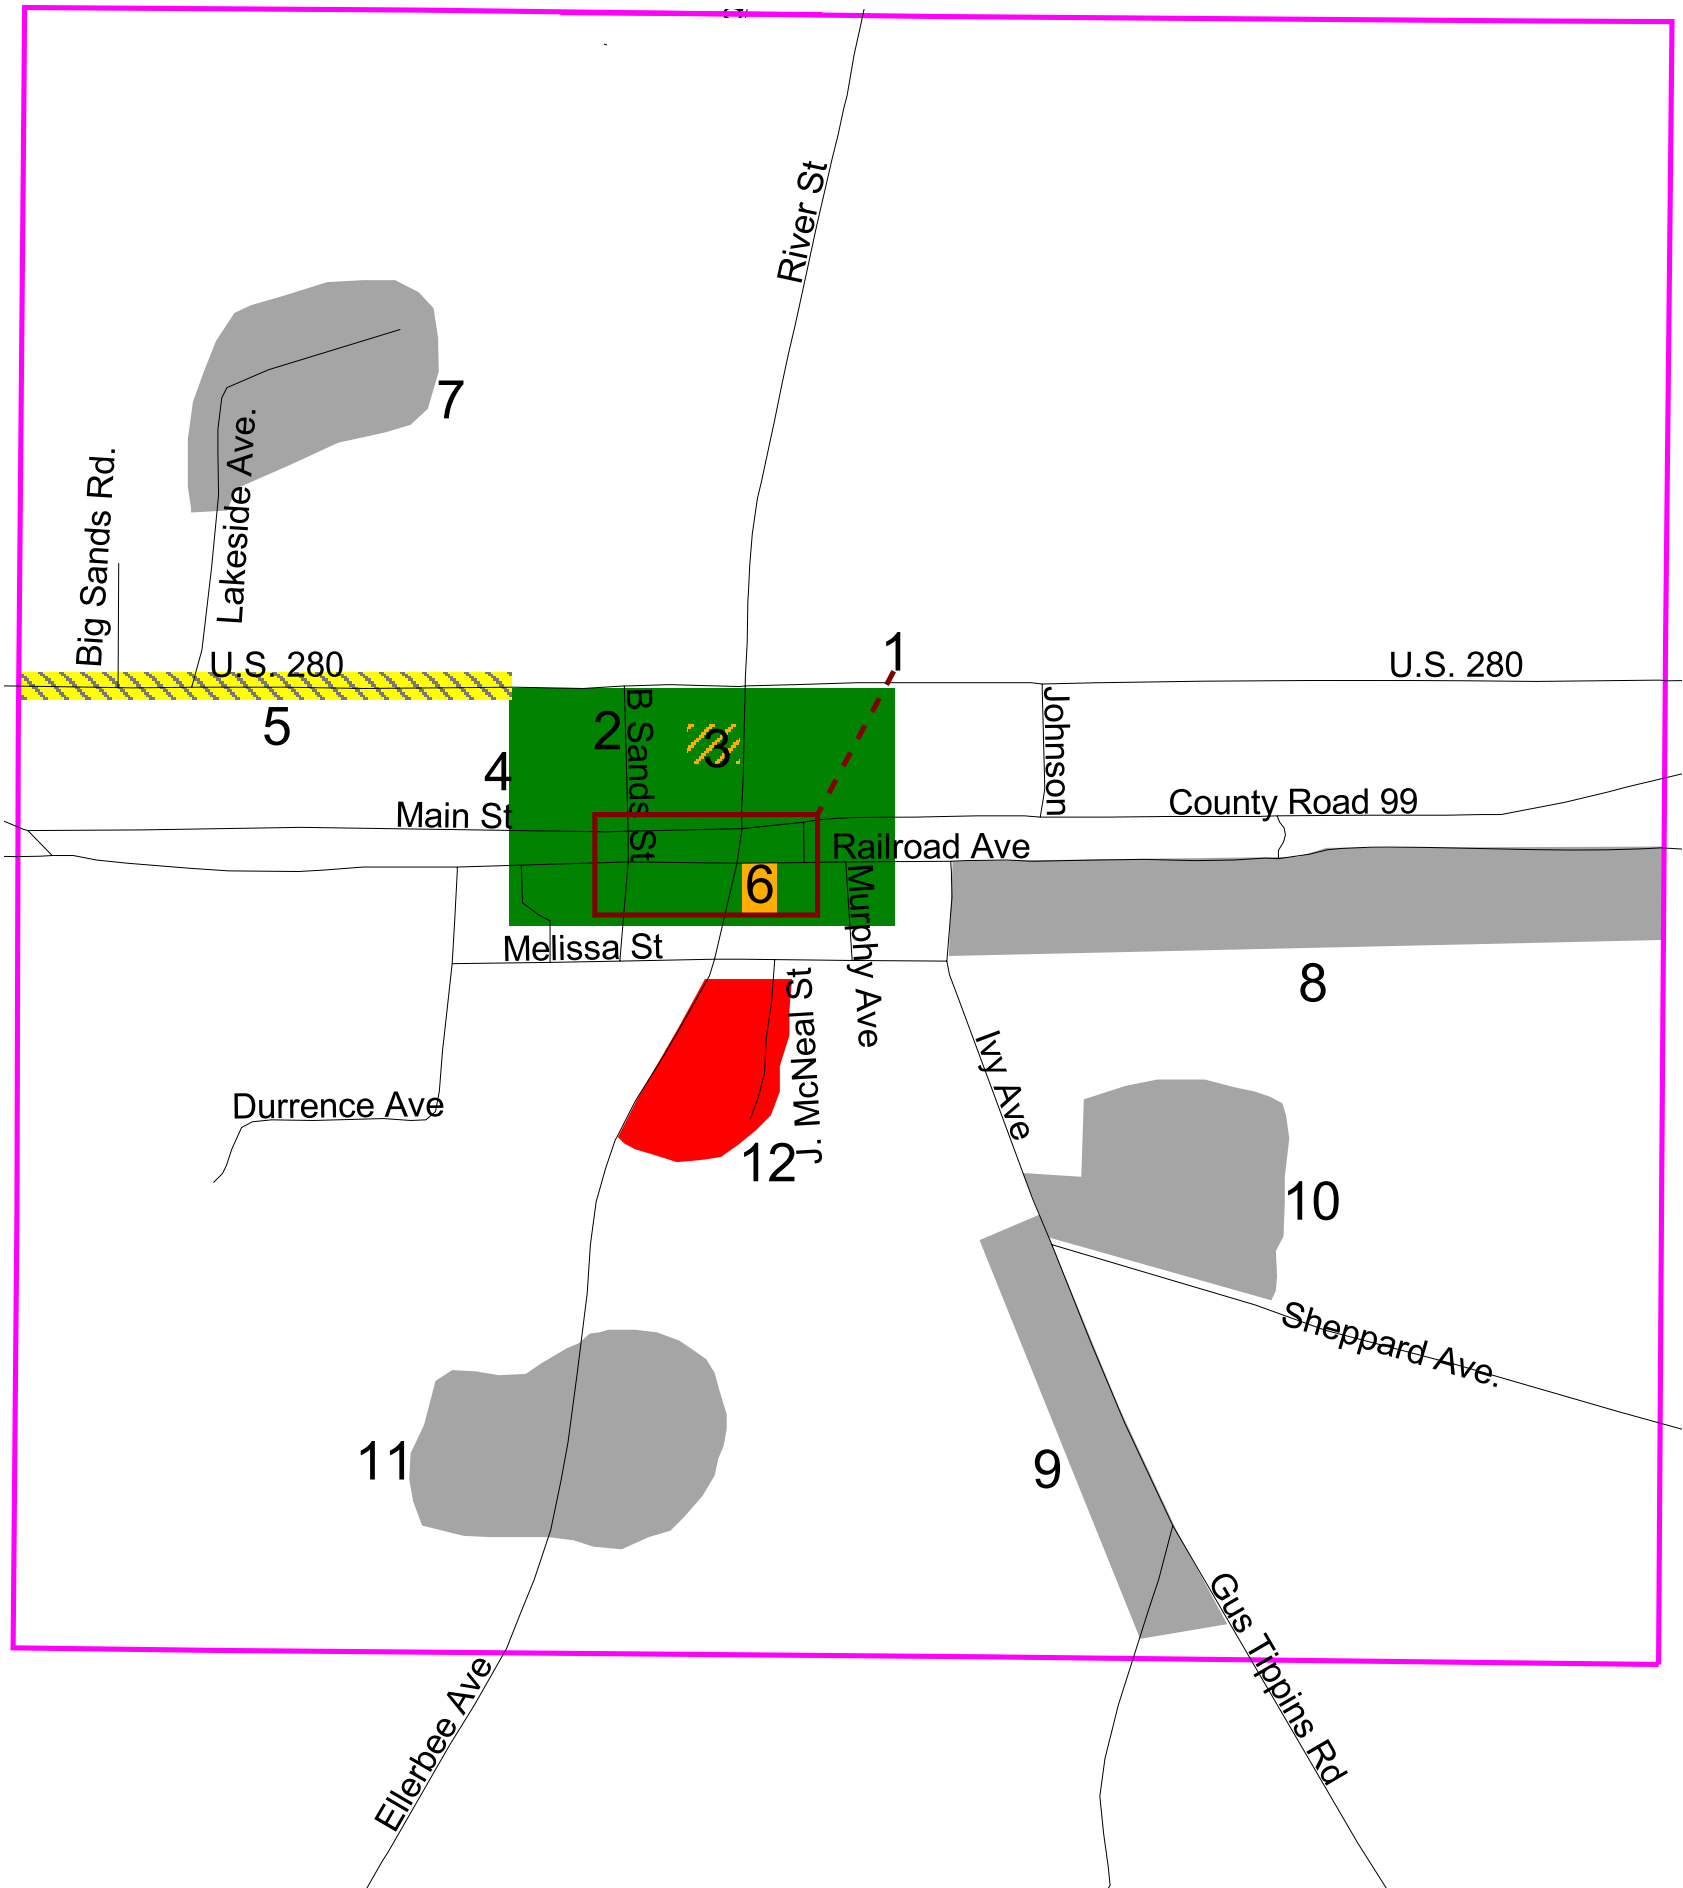 River St
7
Lakeside Ave.
Big Sands Rd.
1
U.S. 280
U.S. 280
5
B Sands St
2
3
Johnson
4
Main St
County Road 99
Railroad Ave
6
Murphy Ave
Melissa St
8
J. McNeal St
Ivy Ave
Durrence Ave
12
10
Sheppard Ave.
11
9
Gus Tippins Rd
Ellerbee Ave